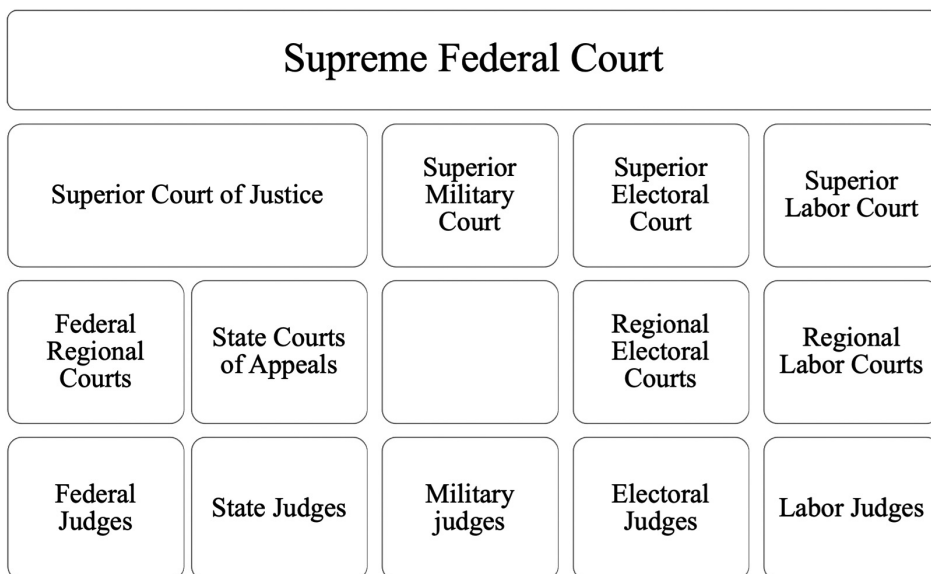 Supreme Federal Court
Superior Court of Justice
Superior
Military
Court
Superior
Electoral
Court
Superior
Labor Court
Federal
Regional
Courts
State Courts
of Appeals
Regional
Electoral
Courts
Regional
Labor Courts
Federal
Judges
State Judges
Military
judges
Electoral
Judges
Labor Judges